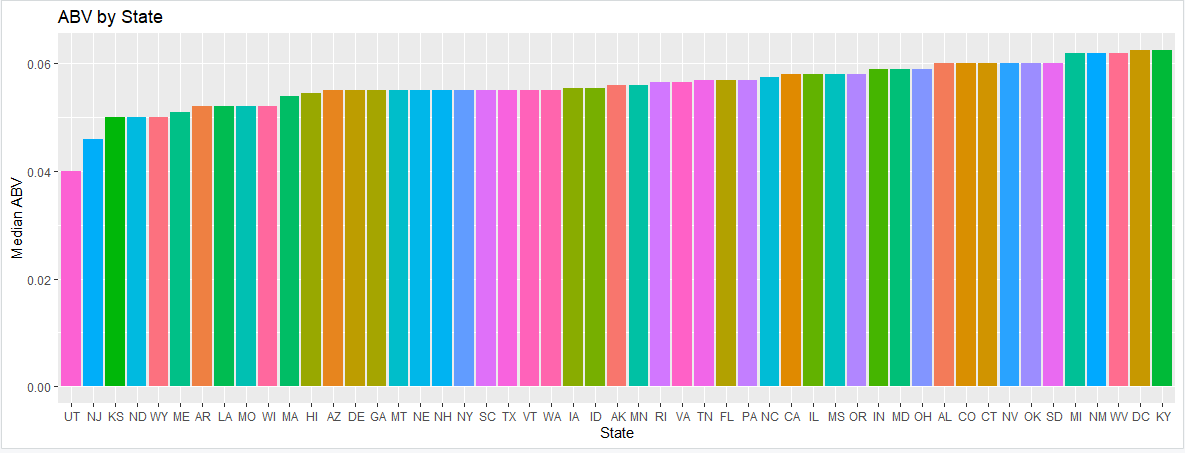 ABV by State
Median ABV
0.06
0.04
0.02
0.00
UT NJ KS ND WY ME AR LA MO WI MA HI AZ DE GA MT NE NH NY SC TX VT WA IA ID AK MN RI VA TN FL PA NC CA IL MS OR IN MD OH AL CO CT NV OK SD MI NM WV DC KY
State